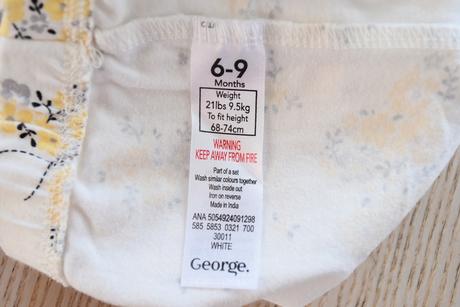 6-9
Months
Weight
21lbs 9.5kg
To fit height
68-74cm
WARNING
KEEP AWAY FROM FIRE
Part of a set
Wash similar colours together
Wash inside out
Iron on reverse
Made in India
ANA 5054924091298
585 5853 0321 700
30011
WHITE
George.